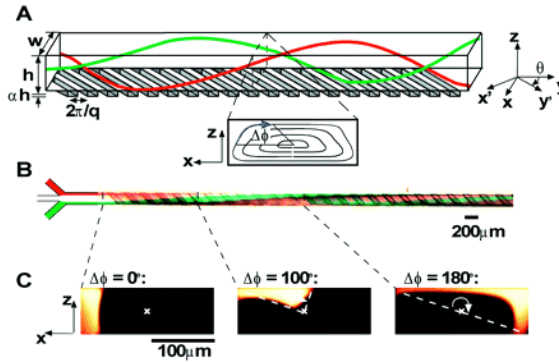 A
w
h
αh
2π/q
z
θ
x'
x
y'
y
z
Δϕ
x
B
200μm
C
Δϕ = 0°:
Δϕ = 100°:
Δϕ = 180°:
z
x
100μm